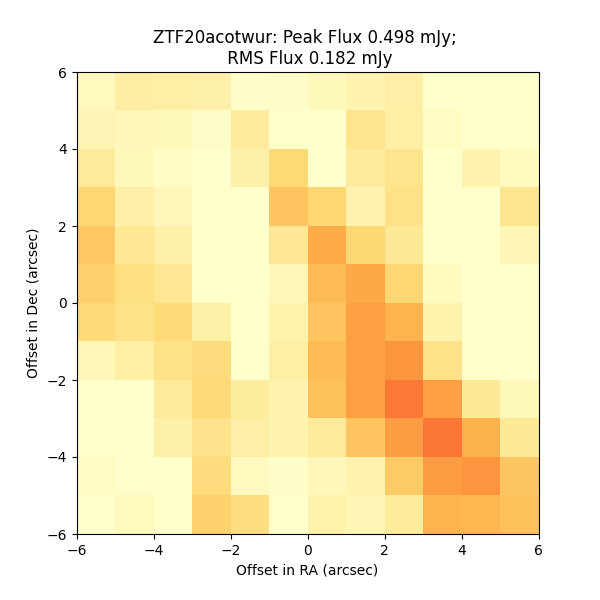 ZTF20acotwur: Peak Flux 0.498 mJy;
RMS Flux 0.182 mJy
6
4
2
0
−2
−4
−6
Offset in Dec (arcsec)
−6 −4 −2 0 2 4 6
Offset in RA (arcsec)